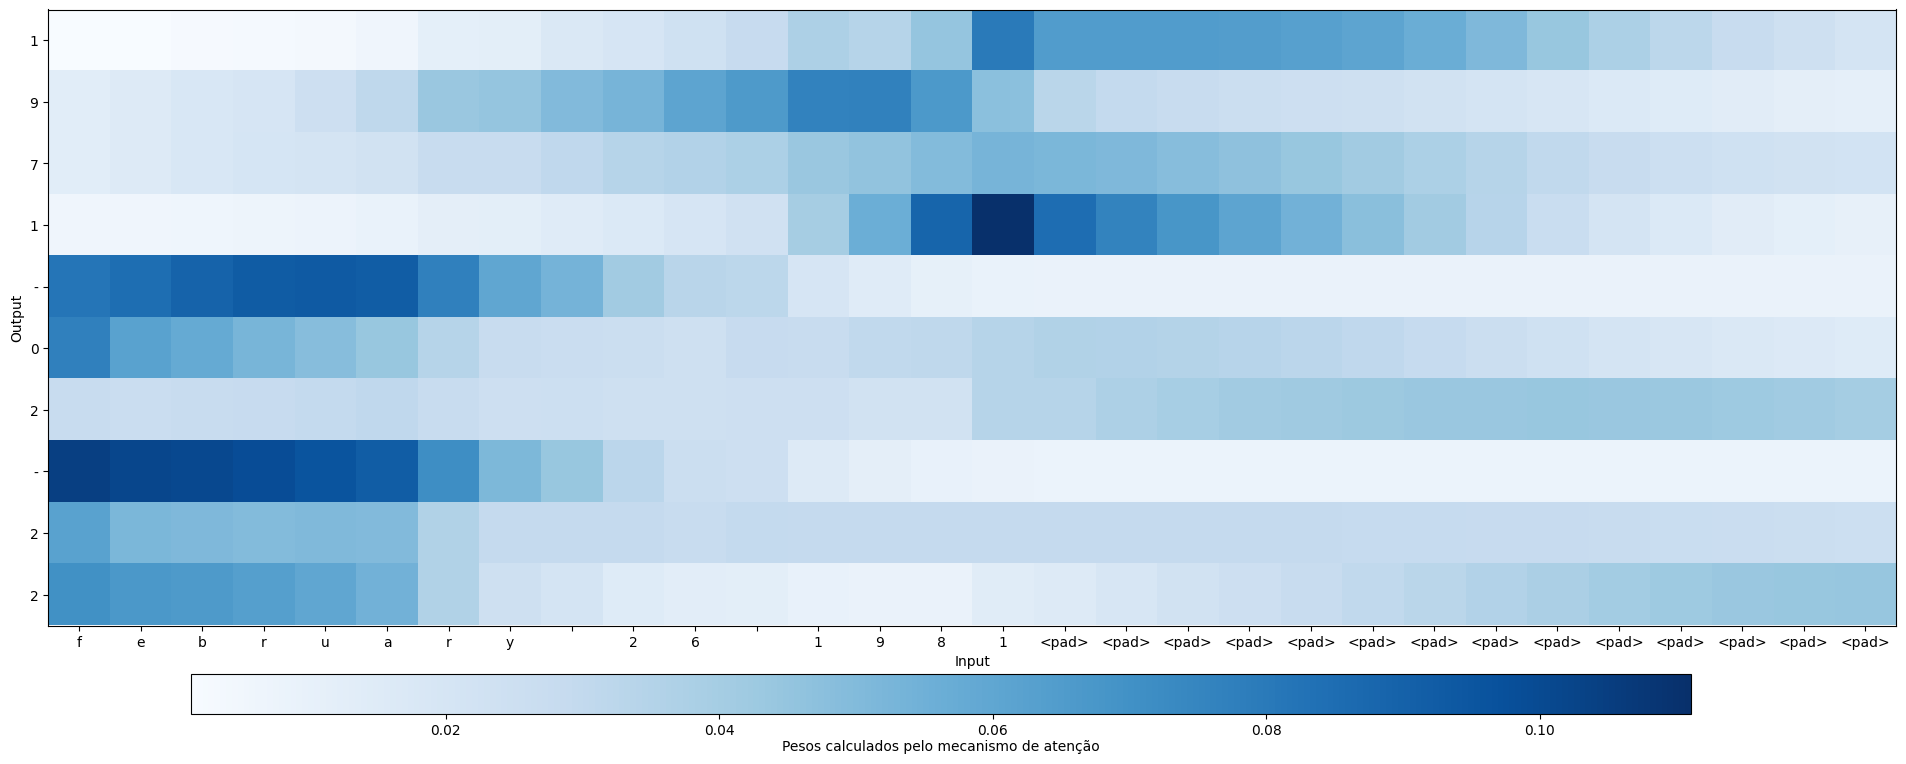 1
9
7
1
-
0
2
-
2
2
Output
f e b r u a r y 2 6 1 9 8 1 <pad> <pad> <pad> <pad> <pad> <pad> <pad> <pad> <pad> <pad> <pad> <pad> <pad> <pad>
Input
0.02 0.04 0.06 0.08 0.10
Pesos calculados pelo mecanismo de atenção